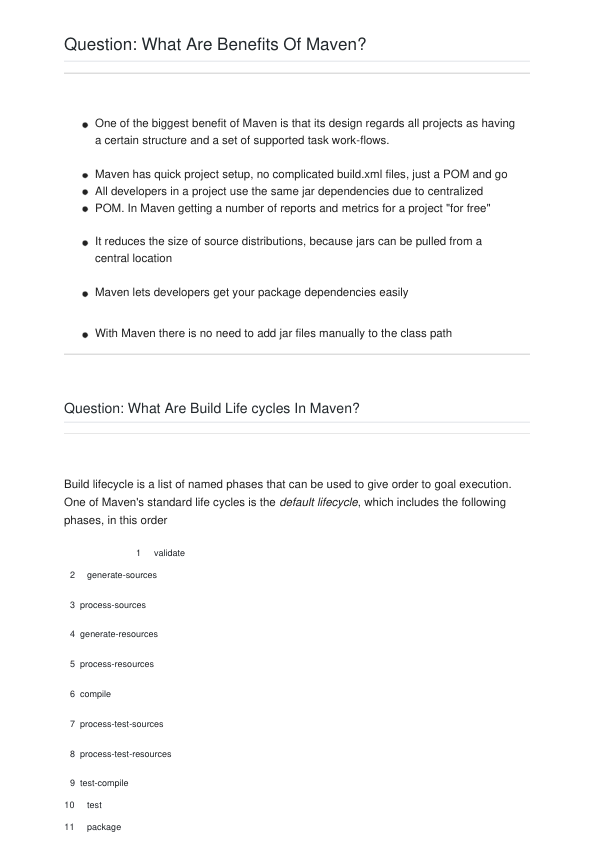 Question: What Are Benefits Of Maven?
● One of the biggest benefit of Maven is that its design regards all projects as having
a certain structure and a set of supported task work-flows.
● Maven has quick project setup, no complicated build.xml files, just a POM and go
● All developers in a project use the same jar dependencies due to centralized
● POM. In Maven getting a number of reports and metrics for a project "for free"
● It reduces the size of source distributions, because jars can be pulled from a
central location
● Maven lets developers get your package dependencies easily
● With Maven there is no need to add jar files manually to the class path
Question: What Are Build Life cycles In Maven?
Build lifecycle is a list of named phases that can be used to give order to goal execution.
One of Maven's standard life cycles is the default lifecycle, which includes the following
phases, in this order
1 validate
2 generate-sources
3 process-sources
4 generate-resources
5 process-resources
6 compile
7 process-test-sources
8 process-test-resources
9 test-compile
10 test
11 package